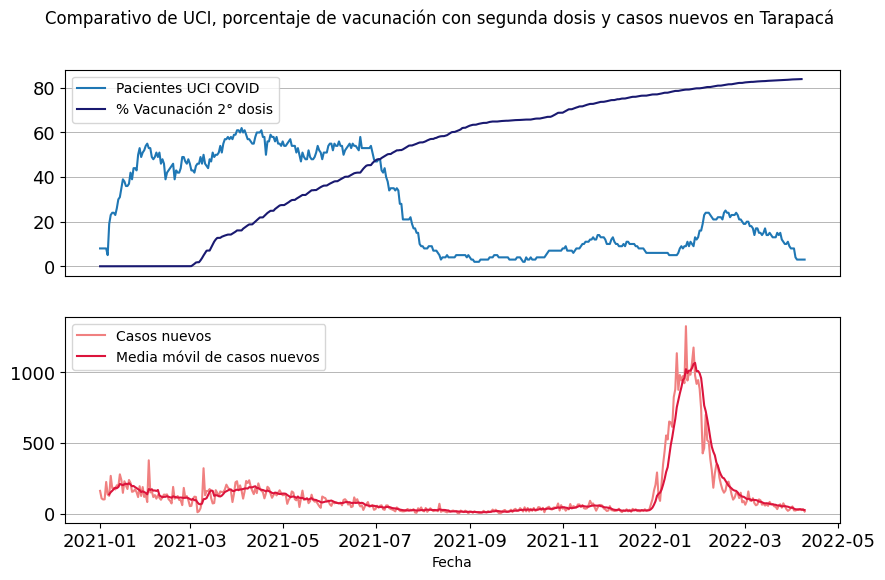 Comparativo de UCI, porcentaje de vacunación con segunda dosis y casos nuevos en Tarapacá
80
60
40
20
0
Pacientes UCI COVID
% Vacunación 2° dosis
1000
500
0
Casos nuevos
Media móvil de casos nuevos
2021-01 2021-03 2021-05 2021-07 2021-09 2021-11 2022-01 2022-03 2022-05
Fecha